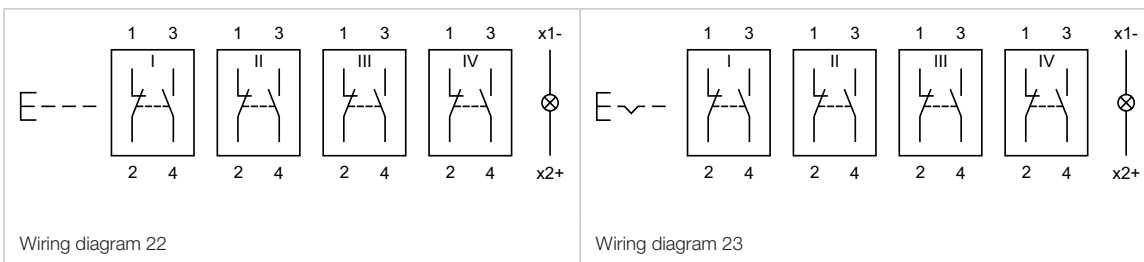 1 3 1 3 1 3 1 3 x1-
I II III IV
2 4 2 4 2 4 2 4 x2+
Wiring diagram 22
1 3 1 3 1 3 1 3 x1-
I II III IV
2 4 2 4 2 4 2 4 x2+
Wiring diagram 23